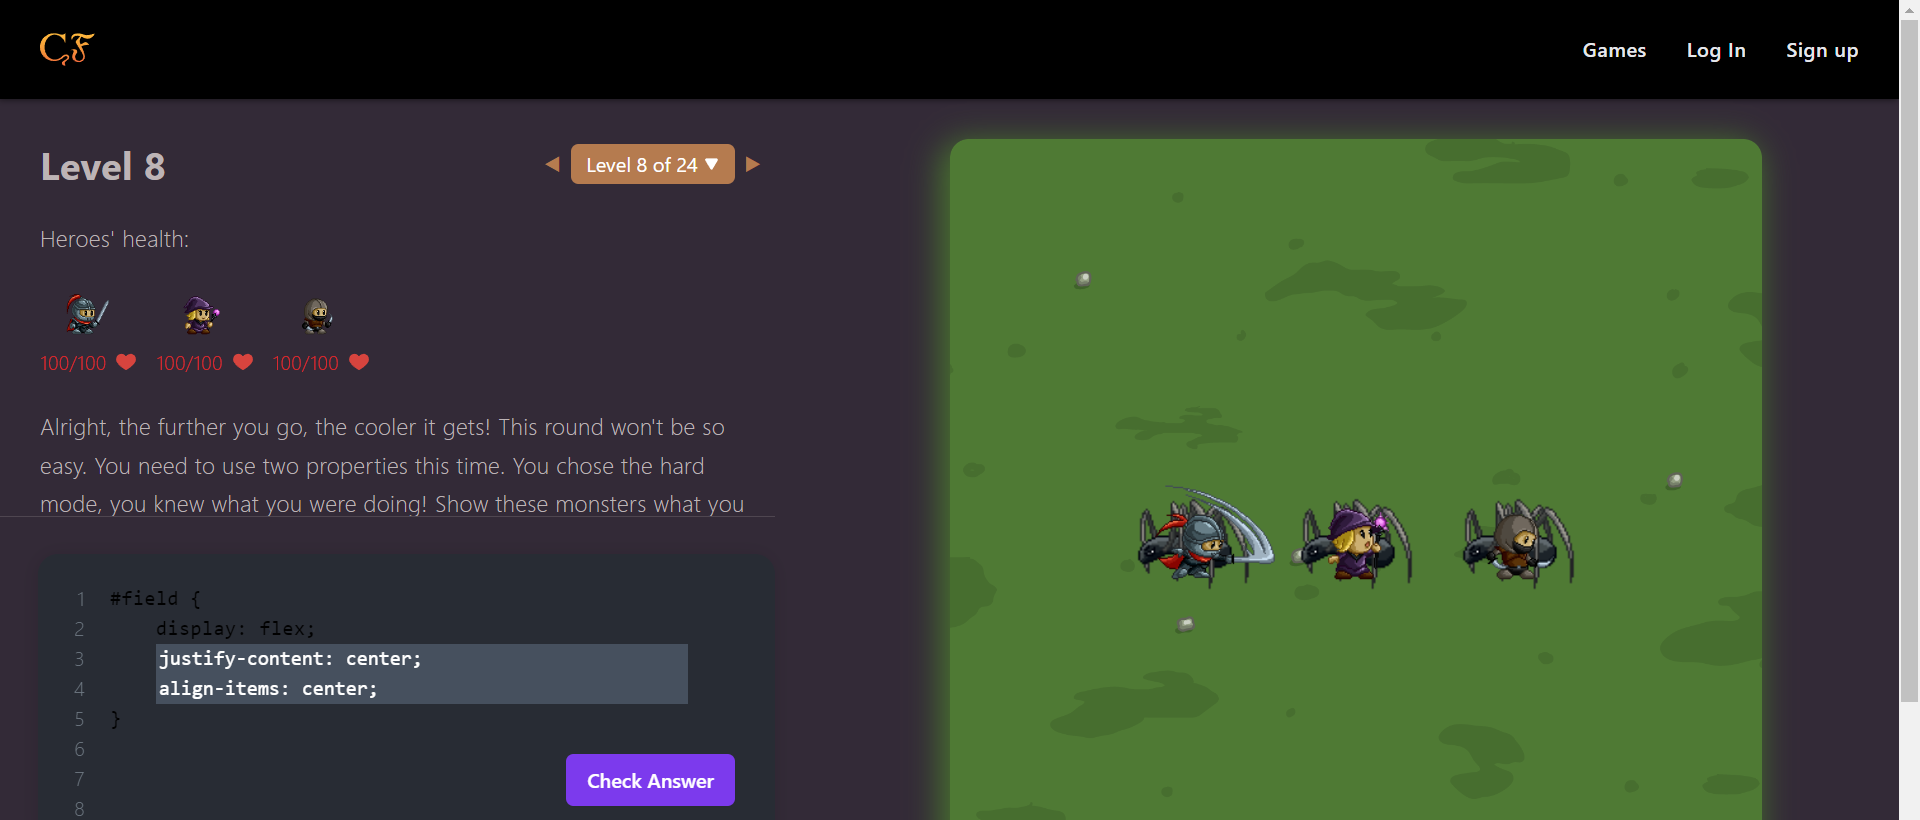 CF
Games Log In Sign up
Level 8
Level 8 of 24
Heroes' health:
100/100 100/100 100/100
Alright, the further you go, the cooler it gets! This round won't be so
easy. You need to use two properties this time. You chose the hard
mode, you knew what you were doing! Show these monsters what you
1 #field {
2 display: flex;
3 justify-content: center;
4 align-items: center;
5 }
6
7
8
Check Answer